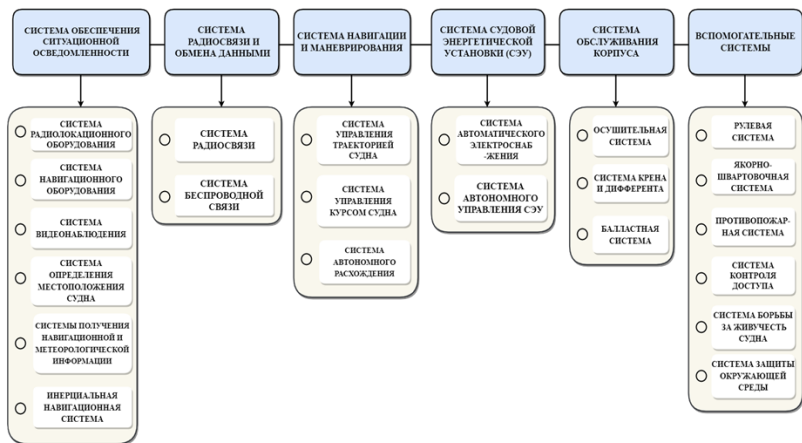 СИСТЕМА ОБЕСПЕЧЕНИЯ
СИТУАЦИОННОЙ
ОСВЕДОМЛЕННОСТИ
СИСТЕМА
РАДИОСВЯЗИ И
ОБМЕНА ДАННЫМИ
СИСТЕМА НАВИГАЦИИ
И МАНЕВРИРОВАНИЯ
СИСТЕМА СУДОВОЙ
ЭНЕРГЕТИЧЕСКОЙ
УСТАНОВКИ (СЭУ)
СИСТЕМА
ОБСЛУЖИВАНИЯ
КОРПУСА
ВСПОМОГАТЕЛЬНЫЕ
СИСТЕМЫ
СИСТЕМА
РАДИОЛОКАЦИОННОГО
ОБОРУДОВАНИЯ
СИСТЕМА
НАВИГАЦИОННОГО
ОБОРУДОВАНИЯ
СИСТЕМА
ВИДЕОНАБЛЮДЕНИЯ
СИСТЕМА
ОПРЕДЕЛЕНИЯ
МЕСТОПОЛОЖЕНИЯ
СУДНА
СИСТЕМЫ ПОЛУЧЕНИЯ
НАВИГАЦИОННОЙ И
МЕТЕОРОЛОГИЧЕСКОЙ
ИНФОРМАЦИИ
ИНЕРЦИАЛЬНАЯ
НАВИГАЦИОННАЯ
СИСТЕМА
СИСТЕМА
РАДИОСВЯЗИ
СИСТЕМА
БЕСПРОВОДНОЙ
СВЯЗИ
СИСТЕМА
УПРАВЛЕНИЯ
ТРАЕКТОРИЕЙ СУДНА
СИСТЕМА
УПРАВЛЕНИЯ
КУРСОМ СУДНА
СИСТЕМА
АВТОНОМНОГО
РАСХОЖДЕНИЯ
СИСТЕМА
АВТОМАТИЧЕСКОГО
ЭЛЕКТРОСНАБ
-ЖЕНИЯ
СИСТЕМА
АВТОНОМНОГО
УПРАВЛЕНИЯ СЭУ
ОСУШИТЕЛЬНАЯ
СИСТЕМА
СИСТЕМА КРЕНА
И ДИФФЕРЕНТА
БАЛЛАСТНАЯ
СИСТЕМА
РУЛЕВАЯ
СИСТЕМА
ЯКОРНО-
ШВАРТОВОЧНАЯ
СИСТЕМА
ПРОТИВОПОЖАР-
НАЯ СИСТЕМА
СИСТЕМА
КОНТРОЛЯ
ДОСТУПА
СИСТЕМА БОРЬБЫ
ЗА ЖИВУЧЕСТЬ
СУДНА
СИСТЕМА ЗАЩИТЫ
ОКРУЖАЮЩЕЙ
СРЕДЫ